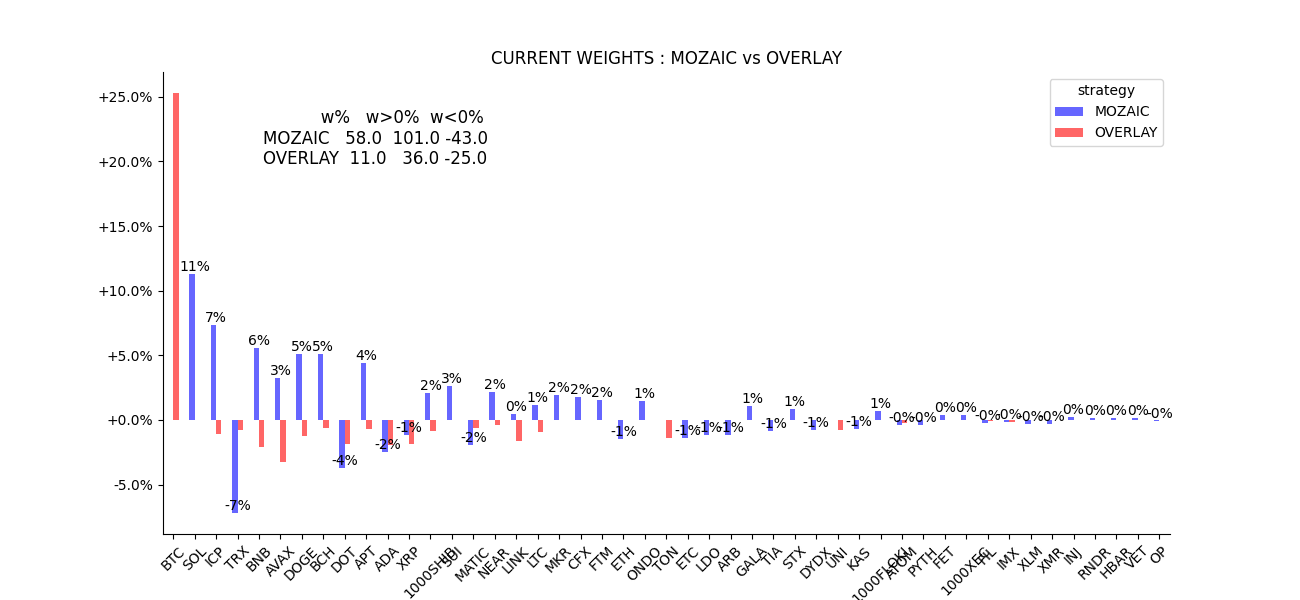 CURRENT WEIGHTS : MOZAIC vs OVERLAY
+25.0%
+20.0%
+15.0%
+10.0%
+5.0%
+0.0%
-5.0%
w% w>0% w<0%
MOZAIC 58.0 101.0 -43.0
OVERLAY 11.0 36.0 -25.0
strategy
MOZAIC
OVERLAY
11%
7%
-7%
6%
3%
5%
5%
-4%
4%
-2%
-1%
2%
3%
-2%
2%
0%
1%
2%
2%
2%
-1%
1%
-1%
-1%
-1%
1%
-1%
1%
-1%
-1%
1%
-0%
-0%
0%
0%
-0%
-0%
-0%
-0%
0%
0%
0%
0%
-0%
BTC
SOL
ICP
TRX
BNB
AVAX
DOGE
BCH
DOT
APT
ADA
XRP
1000SHIB
SUI
MATIC
NEAR
LINK
LTC
MKR
CFX
FTM
ETH
ONDO
TON
ETC
LDO
ARB
GALA
TIA
STX
DYDX
UNI
KAS
1000FLOKI
ATOM
PYTH
FET
1000XEC
IMX
XLM
XMR
INJ
RNDR
HBAR
VET
OP